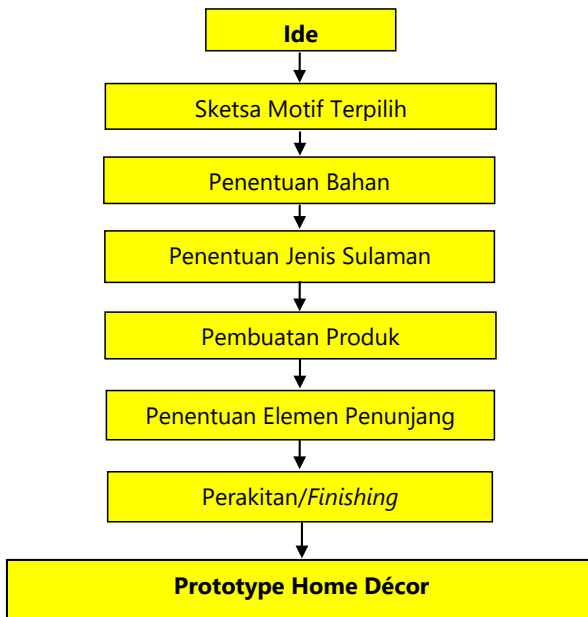 Ide
Sketsa Motif Terpilih
Penentuan Bahan
Penentuan Jenis Sulaman
Pembuatan Produk
Penentuan Elemen Penunjang
Perakitan/Finishing
Prototype Home Décor